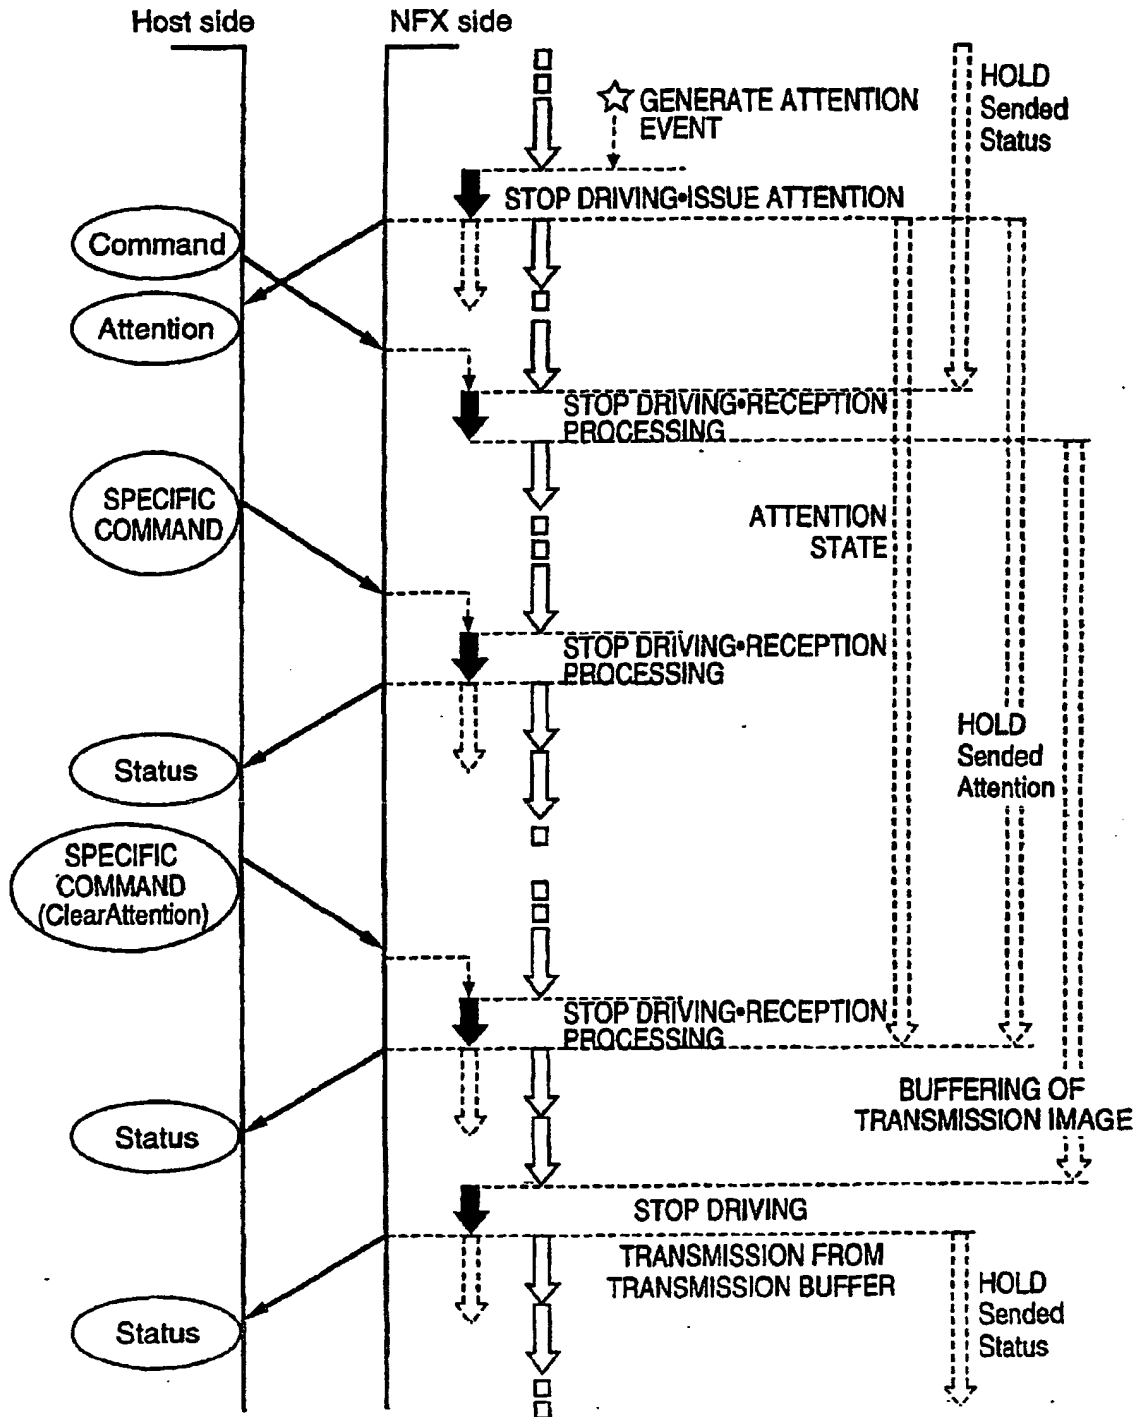 Host side
NFX side
HOLD
Sended
Status
GENERATE ATTENTION
EVENT
STOP DRIVING•ISSUE ATTENTION
Command
Attention
STOP DRIVING•RECEPTION
PROCESSING
SPECIFIC
COMMAND
ATTENTION
STATE
STOP DRIVING•RECEPTION
PROCESSING
HOLD
Sended
Attention
Status
SPECIFIC
COMMAND
(ClearAttention)
STOP DRIVING•RECEPTION
PROCESSING
BUFFERING OF
TRANSMISSION IMAGE
Status
STOP DRIVING
TRANSMISSION FROM
TRANSMISSION BUFFER
HOLD
Sended
Status
Status